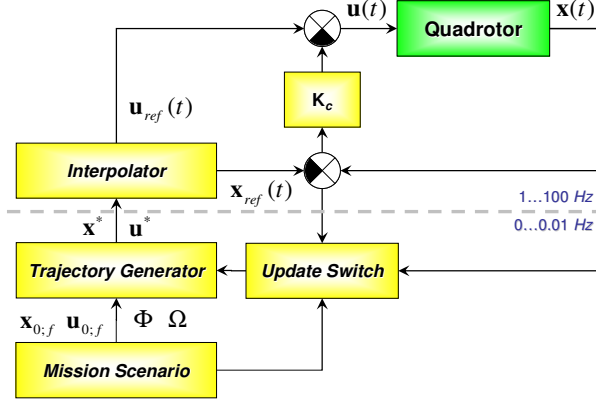 u(t) Quadrotor x(t)
K_c
u_ref(t)
Interpolator
x_ref(t)
1...100 Hz
0...0.01 Hz
x* u*
Trajectory Generator
Update Switch
x_0;f u_0;f Φ Ω
Mission Scenario